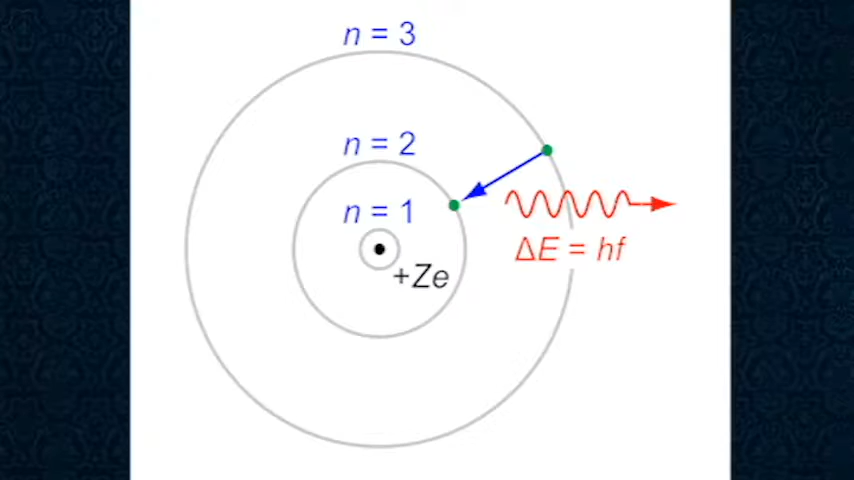 n = 3
n = 2
n = 1
+Ze
ΔE = hf